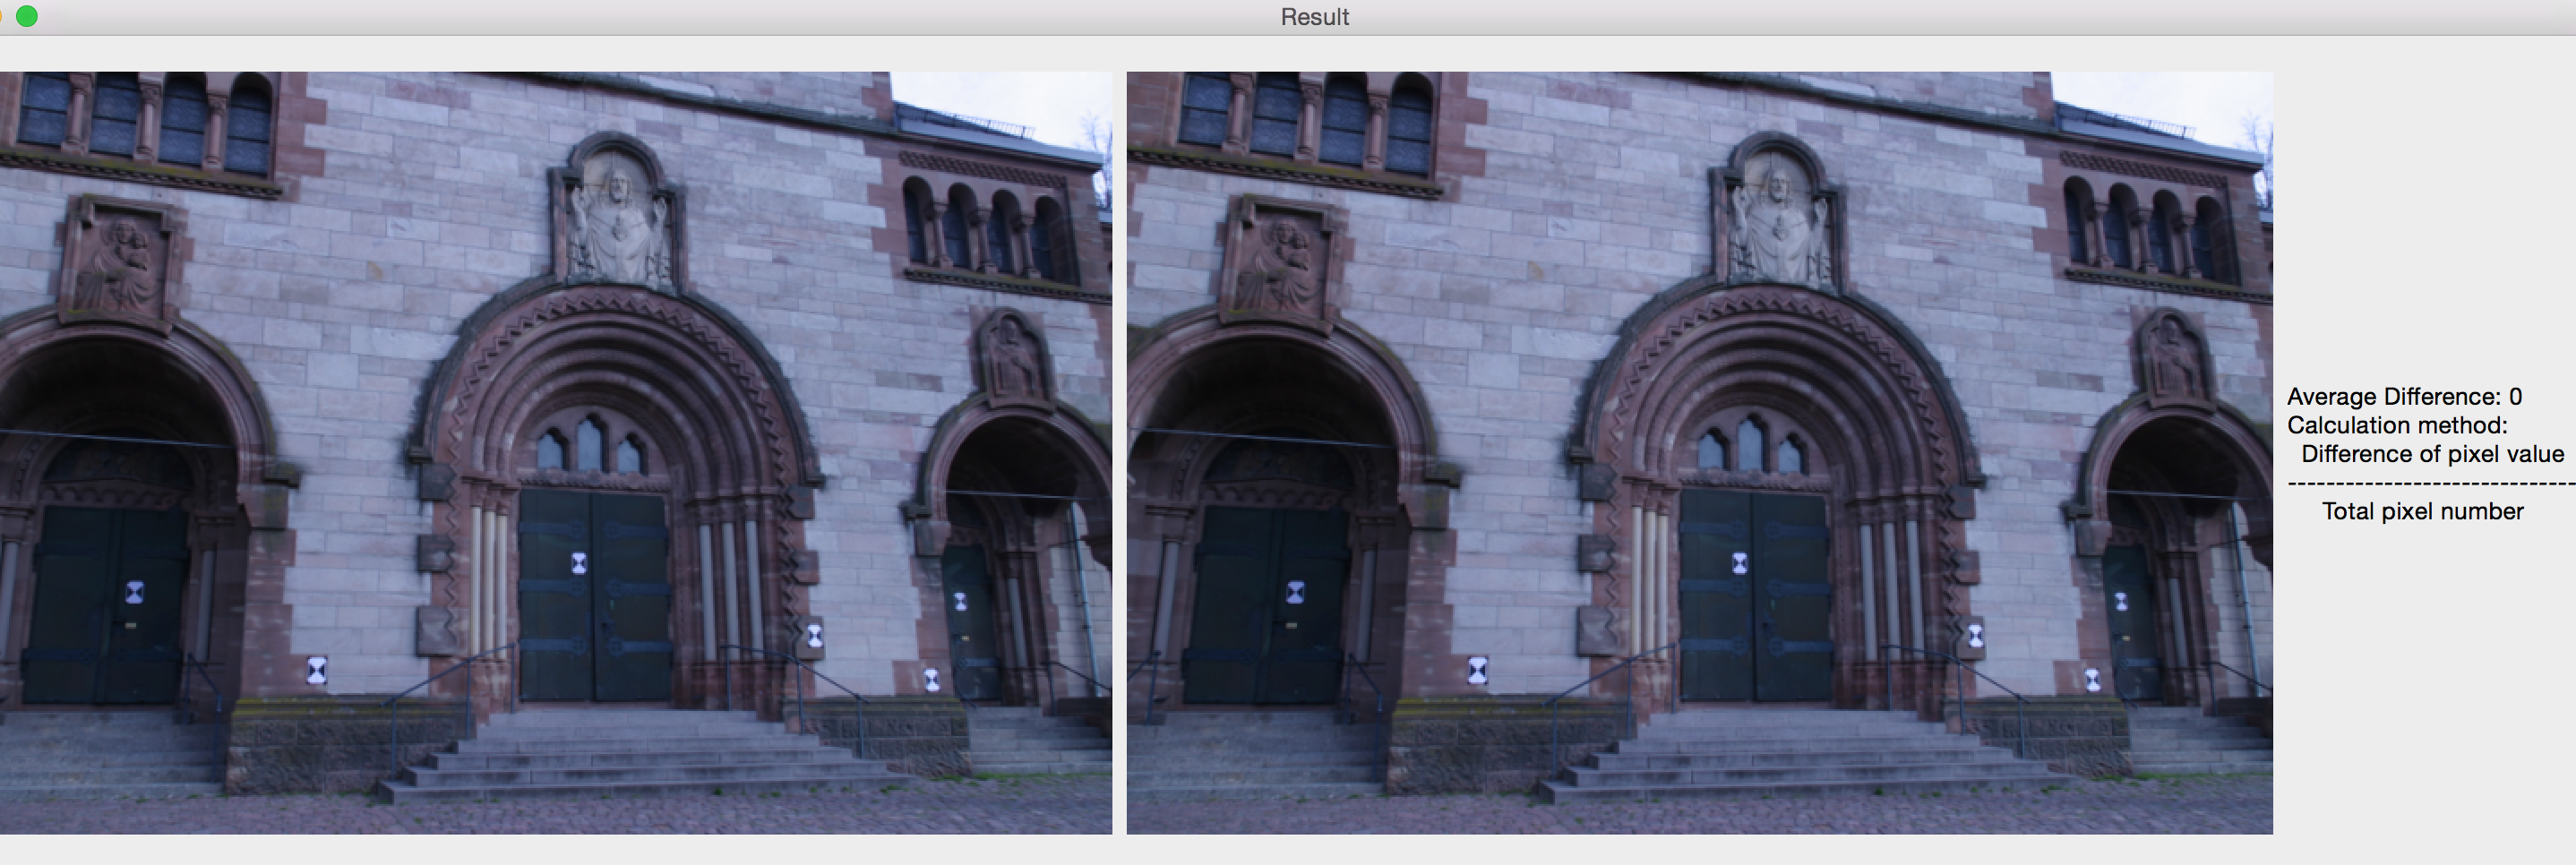 Result
Average Difference: 0
Calculation method:
Difference of pixel value
------------------------------
Total pixel number